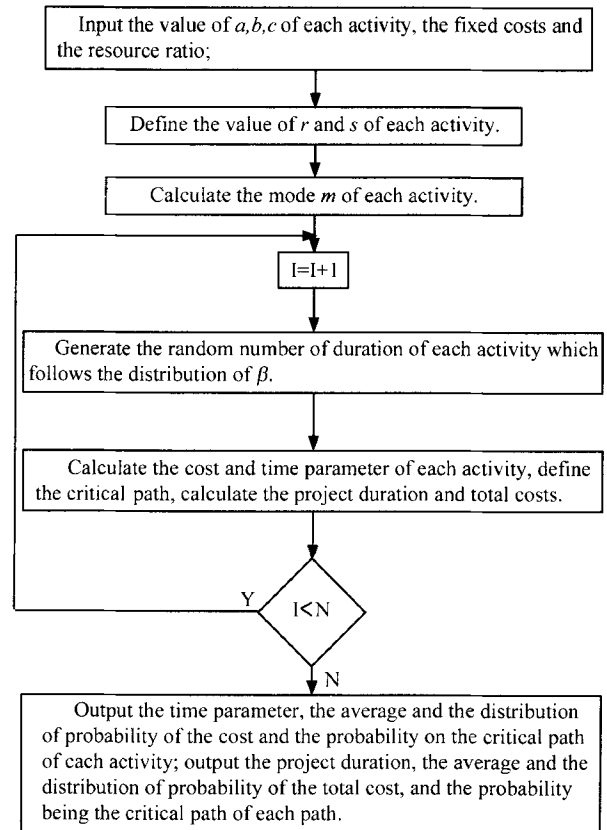 Input the value of a,b,c of each activity, the fixed costs and
the resource ratio;
Define the value of r and s of each activity.
Calculate the mode m of each activity.
I=I+1
Generate the random number of duration of each activity which
follows the distribution of β.
Calculate the cost and time parameter of each activity, define
the critical path, calculate the project duration and total costs.
Y
I<N
N
Output the time parameter, the average and the distribution
of probability of the cost and the probability on the critical path
of each activity; output the project duration, the average and the
distribution of probability of the total cost, and the probability
being the critical path of each path.